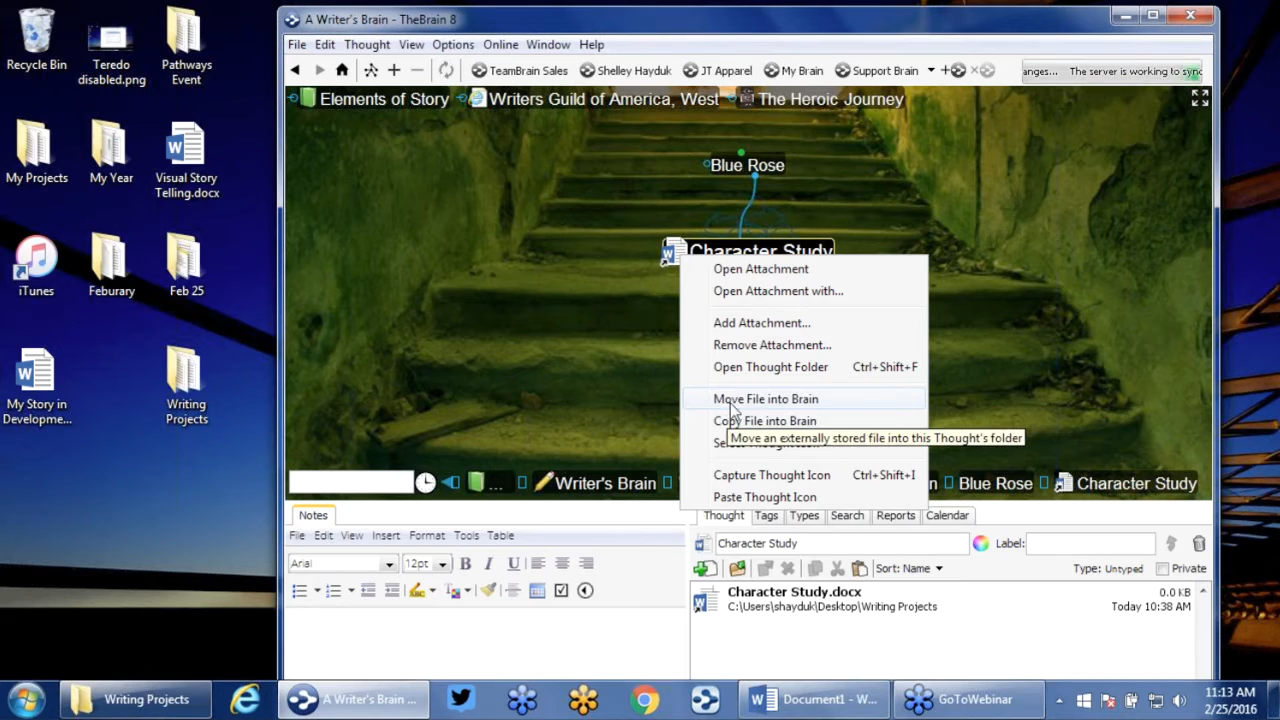 Recycle Bin
Teredo
disabled.png
Pathways
Event
My Projects
My Year
Visual Story
Telling.docx
iTunes
Feburary
Feb 25
My Story in
Developme...
Writing
Projects
A Writer's Brain - TheBrain 8
File Edit Thought View Options Online Window Help
TeamBrain Sales Shelley Hayduk JT Apparel My Brain Support Brain anges... The server is working to sync
Elements of Story Writers Guild of America, West The Heroic Journey
Blue Rose
Character Study
Open Attachment
Open Attachment with...
Add Attachment...
Remove Attachment...
Open Thought Folder Ctrl+Shift+F
Move File into Brain
Copy File into Brain
Move an externally stored file into this Thought's folder
Capture Thought Icon Ctrl+Shift+I
Paste Thought Icon
... Writer's Brain Blue Rose Character Study
Notes
Thought Tags Types Search Reports Calendar
File Edit View Insert Format Tools Table
Character Study Label:
Arial 12pt B I U
Sort: Name Type: Untyped Private
Character Study.docx 0.0 KB
C:\Users\shayduk\Desktop\Writing Projects Today 10:38 AM
Writing Projects A Writer's Brain ... Document1 - W... GoToWebinar
11:13 AM
2/25/2016